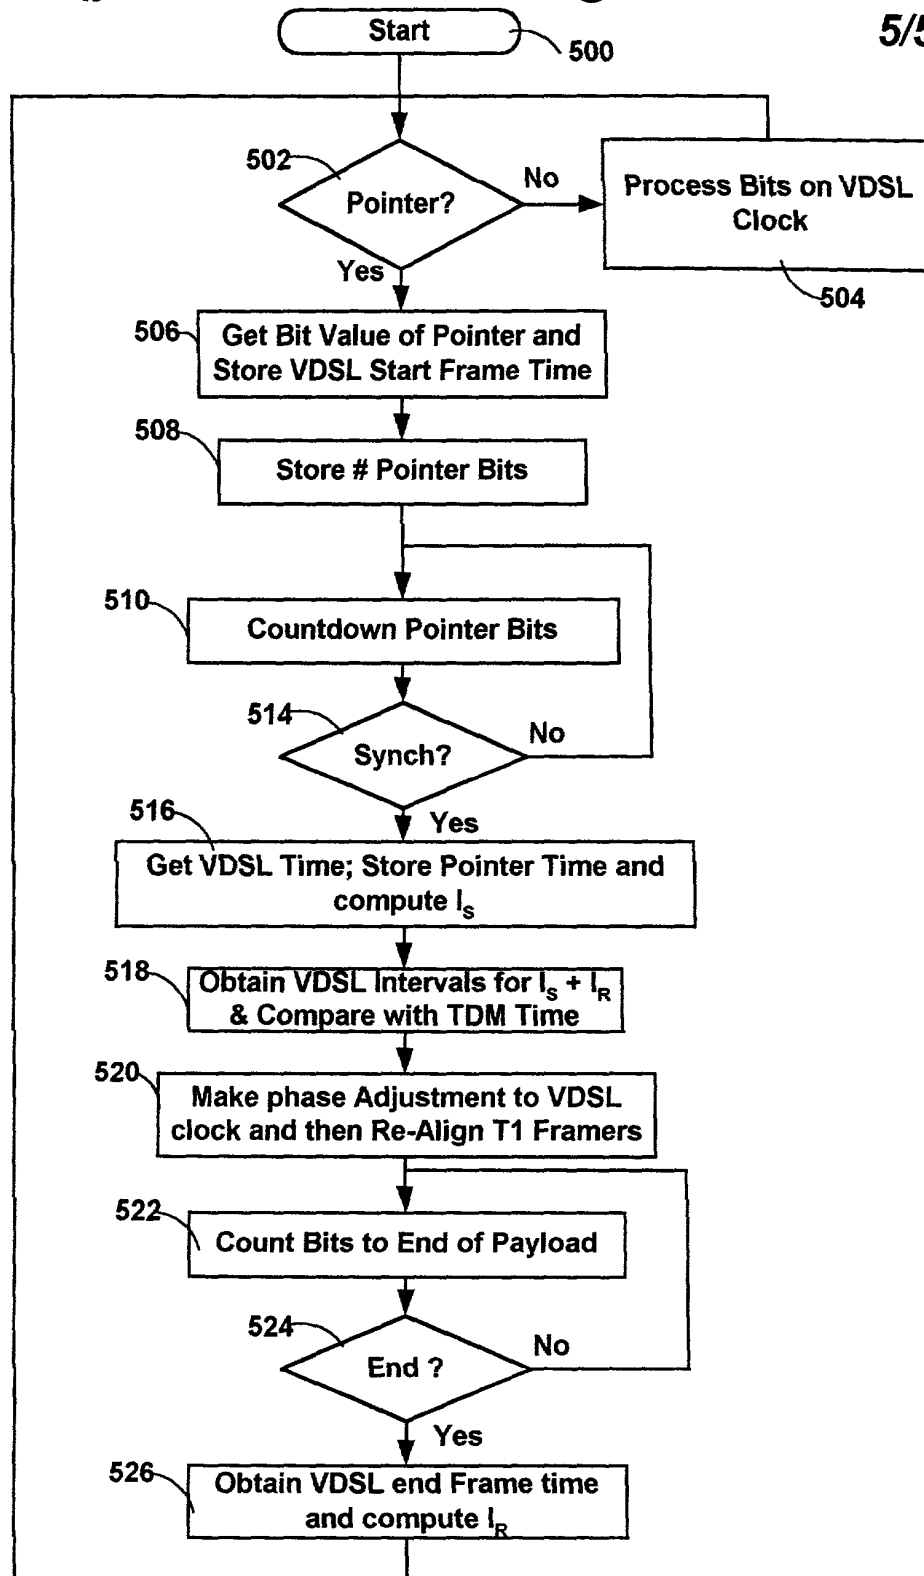 5/5
Start
500
502
Pointer?
No
Process Bits on VDSL
Clock
504
Yes
506
Get Bit Value of Pointer and
Store VDSL Start Frame Time
508
Store # Pointer Bits
510
Countdown Pointer Bits
514
Synch?
No
Yes
516
Get VDSL Time; Store Pointer Time and
compute I_S
518
Obtain VDSL Intervals for I_S + I_R
& Compare with TDM Time
520
Make phase Adjustment to VDSL
clock and then Re-Align T1 Framers
522
Count Bits to End of Payload
524
End ?
No
Yes
526
Obtain VDSL end Frame time
and compute I_R